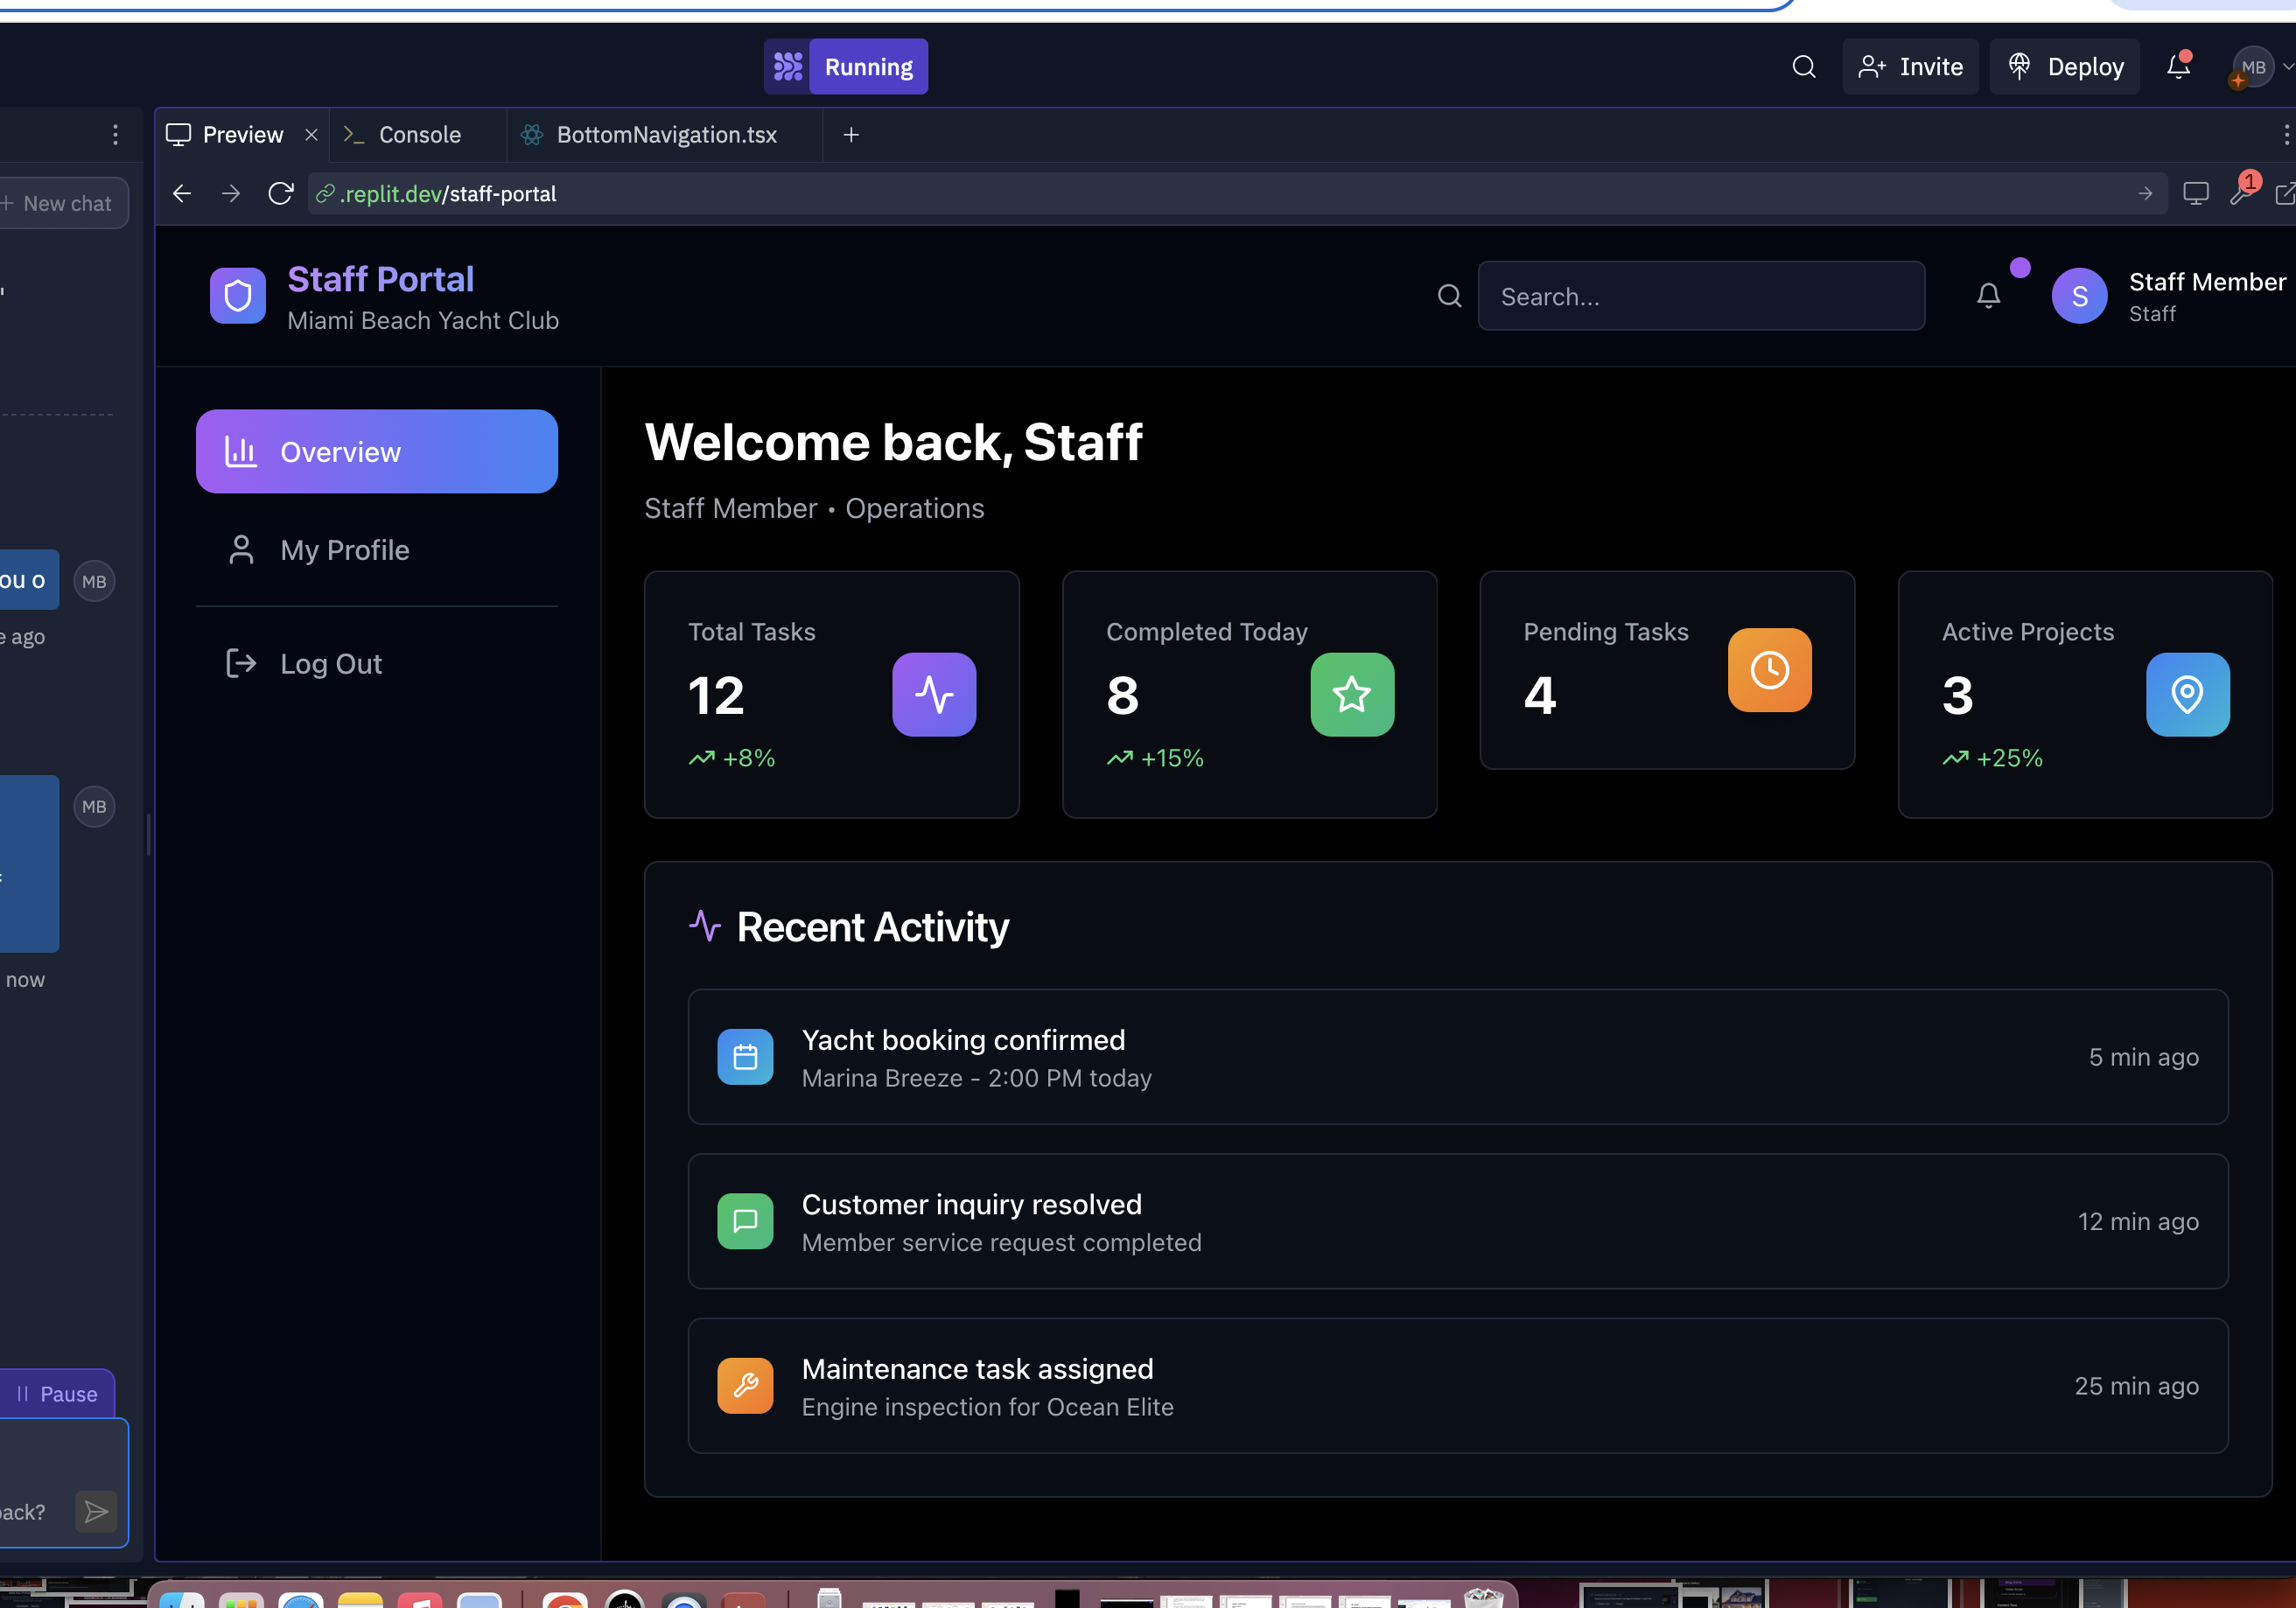 Running
Invite
Deploy
MB
Preview
Console
BottomNavigation.tsx
New chat
.replit.dev/staff-portal
1
Staff Portal
Miami Beach Yacht Club
Search...
S
Staff Member
Staff
Overview
My Profile
Log Out
ou o
MB
e ago
MB
now
Pause
back?
Welcome back, Staff
Staff Member • Operations
Total Tasks
12
+8%
Completed Today
8
+15%
Pending Tasks
4
Active Projects
3
+25%
Recent Activity
Yacht booking confirmed
Marina Breeze - 2:00 PM today
5 min ago
Customer inquiry resolved
Member service request completed
12 min ago
Maintenance task assigned
Engine inspection for Ocean Elite
25 min ago